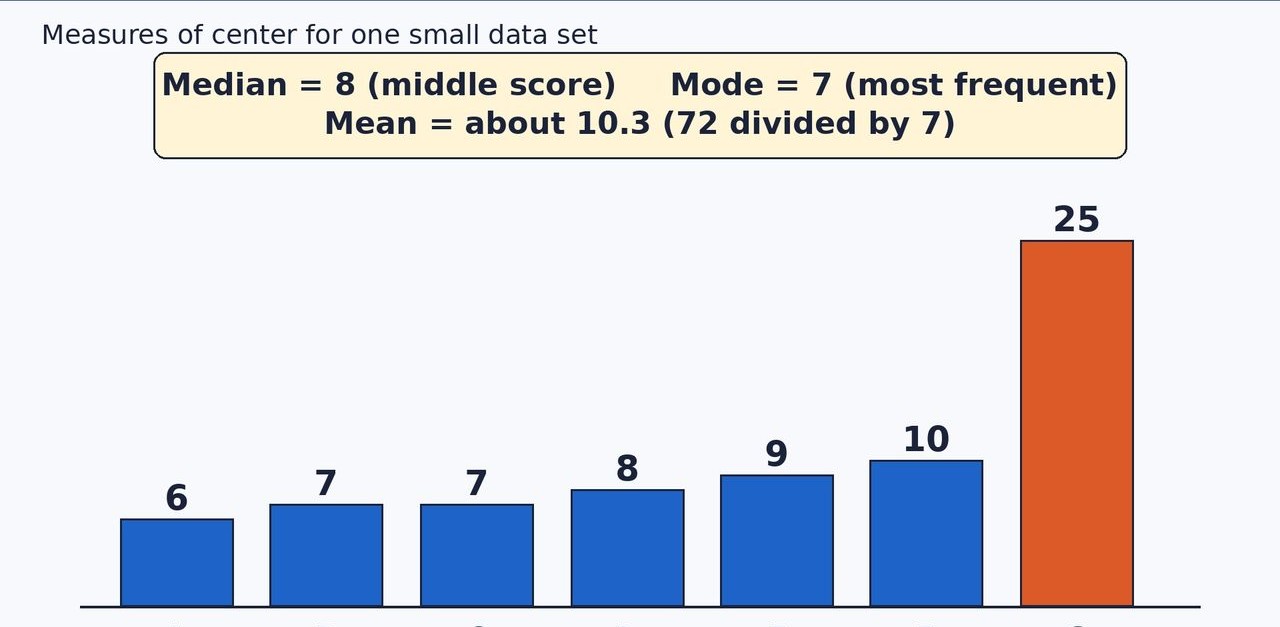 Measures of center for one small data set
Median = 8 (middle score) Mode = 7 (most frequent)
Mean = about 10.3 (72 divided by 7)
25
10
9
8
7
7
6